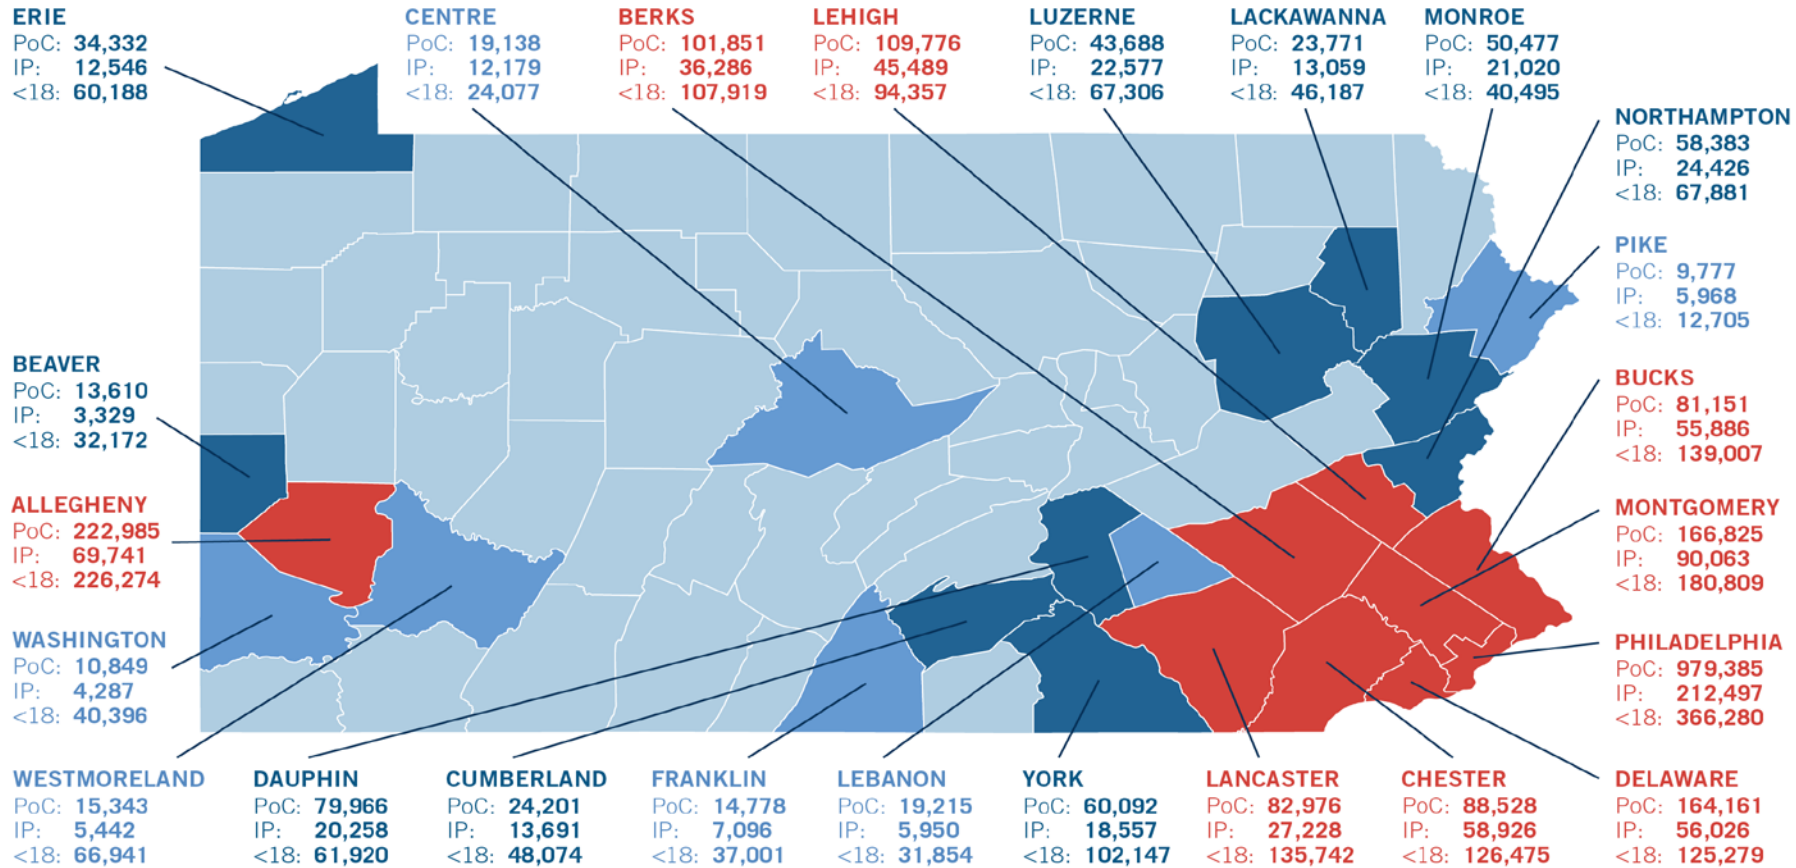 ERIE
PoC: 34,332
IP: 12,546
<18: 60,188
CENTRE
PoC: 19,138
IP: 12,179
<18: 24,077
BERKS
PoC: 101,851
IP: 36,286
<18: 107,919
LEHIGH
PoC: 109,776
IP: 45,489
<18: 94,357
LUZERNE
PoC: 43,688
IP: 22,577
<18: 67,306
LACKAWANNA
PoC: 23,771
IP: 13,059
<18: 46,187
MONROE
PoC: 50,477
IP: 21,020
<18: 40,495
NORTHAMPTON
PoC: 58,383
IP: 24,426
<18: 67,881
PIKE
PoC: 9,777
IP: 5,968
<18: 12,705
BEAVER
PoC: 13,610
IP: 3,329
<18: 32,172
BUCKS
PoC: 81,151
IP: 55,886
<18: 139,007
ALLEGHENY
PoC: 222,985
IP: 69,741
<18: 226,274
MONTGOMERY
PoC: 166,825
IP: 90,063
<18: 180,809
WASHINGTON
PoC: 10,849
IP: 4,287
<18: 40,396
PHILADELPHIA
PoC: 979,385
IP: 212,497
<18: 366,280
WESTMORELAND
PoC: 15,343
IP: 5,442
<18: 66,941
DAUPHIN
PoC: 79,966
IP: 20,258
<18: 61,920
CUMBERLAND
PoC: 24,201
IP: 13,691
<18: 48,074
FRANKLIN
PoC: 14,778
IP: 7,096
<18: 37,001
LEBANON
PoC: 19,215
IP: 5,950
<18: 31,854
YORK
PoC: 60,092
IP: 18,557
<18: 102,147
LANCASTER
PoC: 82,976
IP: 27,228
<18: 135,742
CHESTER
PoC: 88,528
IP: 58,926
<18: 126,475
DELAWARE
PoC: 164,161
IP: 56,026
<18: 125,279